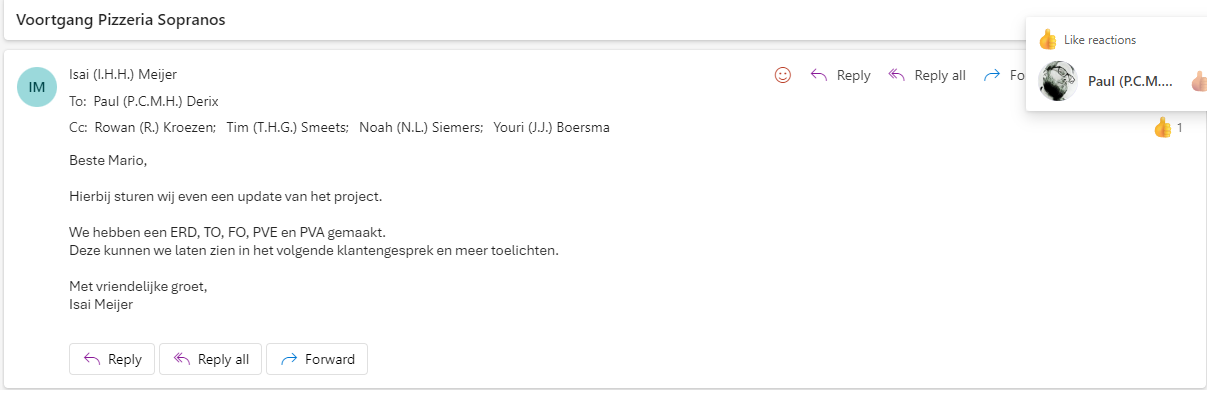 Voortgang Pizzeria Sopranos
Like reactions
Paul (P.C.M....
IM
Isai (I.H.H.) Meijer
Reply
Reply all
Fo
To: Paul (P.C.M.H.) Derix
Cc: Rowan (R.) Kroezen; Tim (T.H.G.) Smeets; Noah (N.L.) Siemers; Youri (J.J.) Boersma
1
Beste Mario,
Hierbij sturen wij even een update van het project.
We hebben een ERD, TO, FO, PVE en PVA gemaakt.
Deze kunnen we laten zien in het volgende klantengesprek en meer toelichten.
Met vriendelijke groet,
Isai Meijer
Reply
Reply all
Forward